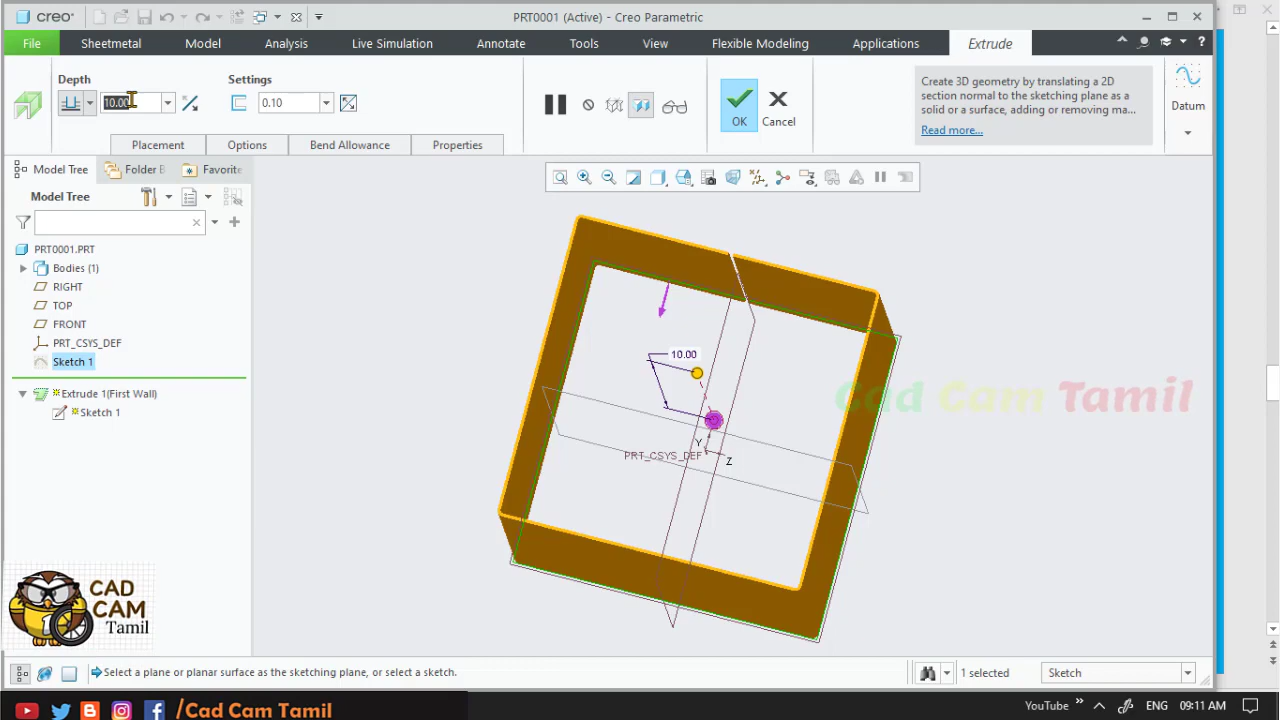 creo
PRT0001 (Active) - Creo Parametric
File Sheetmetal Model Analysis Live Simulation Annotate Tools View Flexible Modeling Applications Extrude
Depth
10.00
Settings
0.10
OK
Cancel
Create 3D geometry by translating a 2D
section normal to the sketching plane as a
solid or a surface, adding or removing ma...
Read more...
Datum
Placement Options Bend Allowance Properties
Model Tree Folder B Favorite
Model Tree
PRT0001.PRT
Bodies (1)
RIGHT
TOP
FRONT
PRT_CSYS_DEF
Sketch 1
*Extrude 1(First Wall)
*Sketch 1
10.00
Y
PRT_CSYS_DEF
Z
Cad Cam Tamil
CAD
CAM
Tamil
Select a plane or planar surface as the sketching plane, or select a sketch.
1 selected
Sketch
/Cad Cam Tamil
YouTube
ENG
09:11 AM